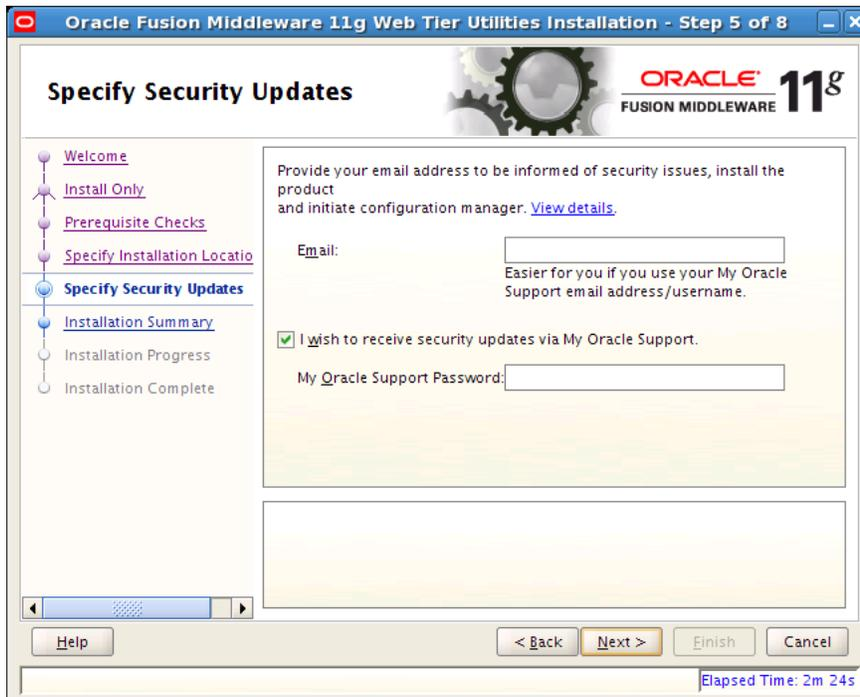 Oracle Fusion Middleware 11g Web Tier Utilities Installation - Step 5 of 8
Specify Security Updates
ORACLE®
FUSION MIDDLEWARE 11g
Welcome
Install Only
Prerequisite Checks
Specify Installation Locatio
Specify Security Updates
Installation Summary
Installation Progress
Installation Complete
Provide your email address to be informed of security issues, install the
product
and initiate configuration manager. View details.
Email:
Easier for you if you use your My Oracle
Support email address/username.
I wish to receive security updates via My Oracle Support.
My Oracle Support Password:
Help
< Back
Next >
Finish
Cancel
Elapsed Time: 2m 24s